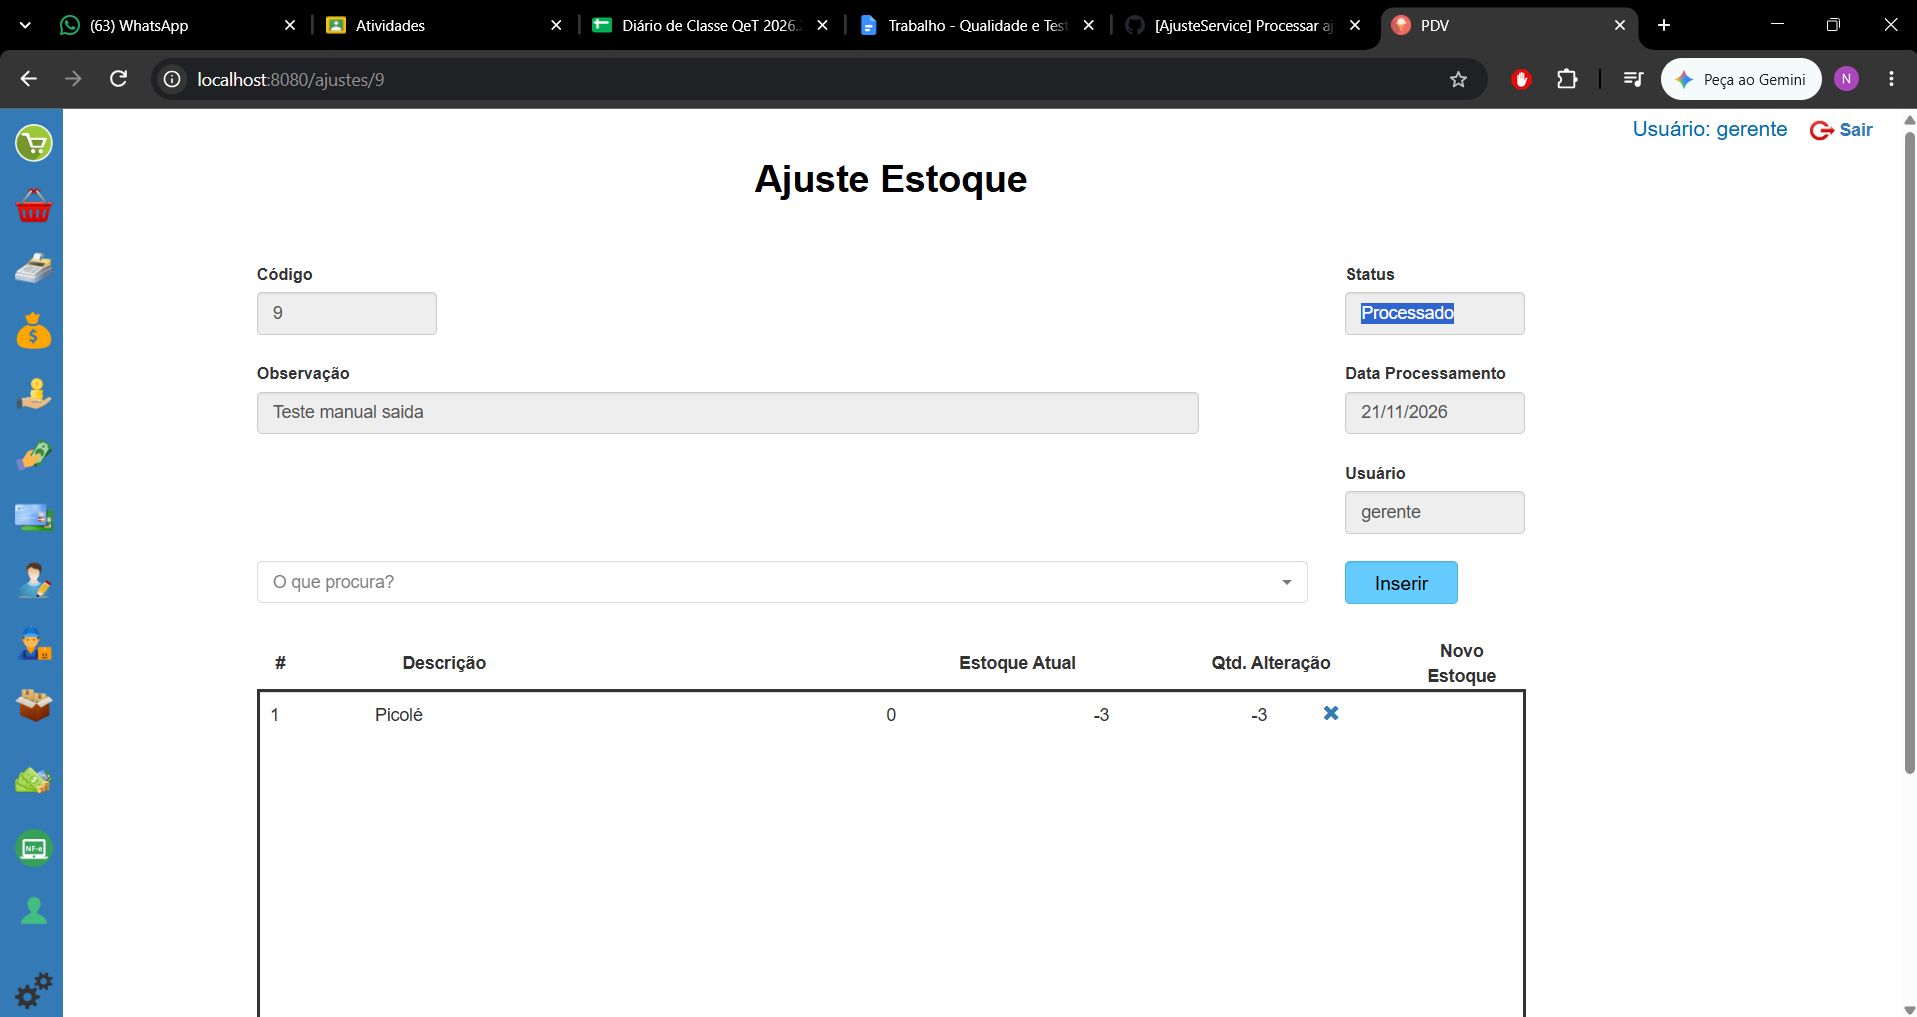 (63) WhatsApp
Atividades
Diário de Classe QeT 2026.
Trabalho - Qualidade e Test
[AjusteService] Processar aj
PDV
localhost:8080/ajustes/9
Peça ao Gemini
N
Usuário: gerente
Sair
Ajuste Estoque
Código
Status
9
Processado
Observação
Data Processamento
Teste manual saida
21/11/2026
Usuário
gerente
O que procura?
Inserir
# Descrição Estoque Atual Qtd. Alteração Novo Estoque
1 Picolé 0 -3 -3
NF-e